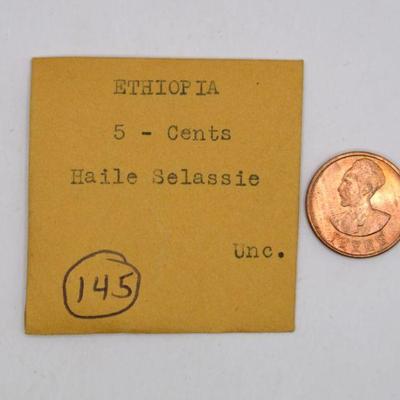 ETHIOPIA
5 - Cents
Haile Selassie
Unc.
145